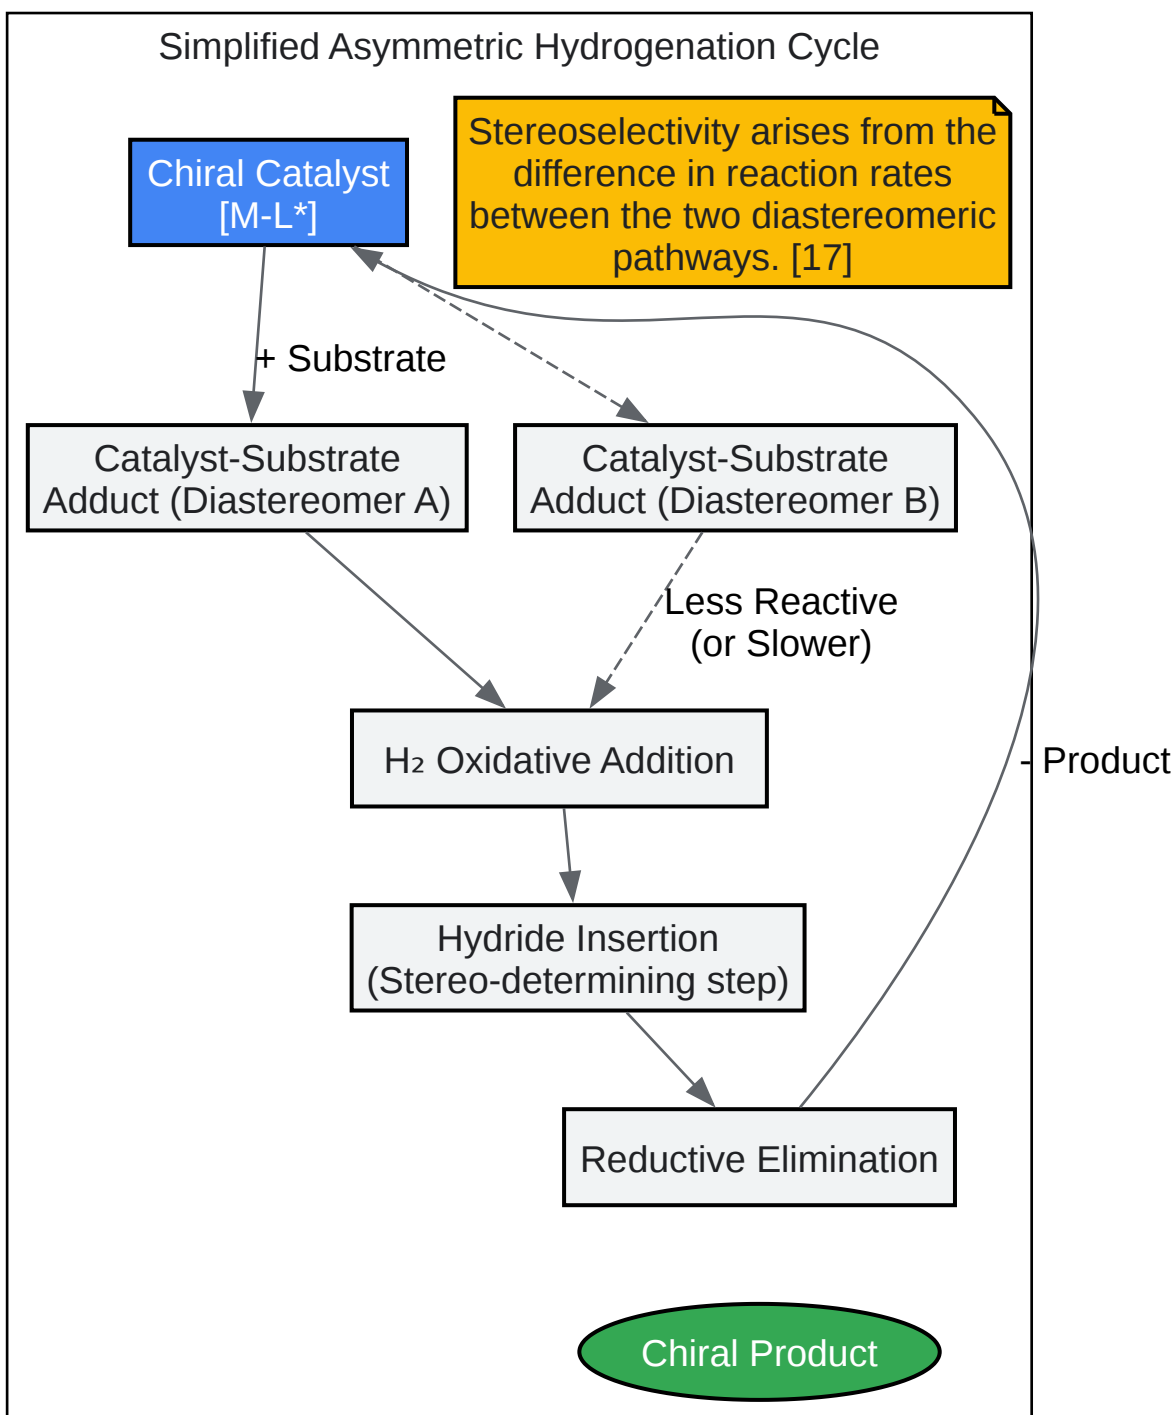 Simplified Asymmetric Hydrogenation Cycle
Chiral Catalyst
[M-L*]
Stereoselectivity arises from the
difference in reaction rates
between the two diastereomeric
pathways. [17]
+ Substrate
Catalyst-Substrate
Adduct (Diastereomer A)
Catalyst-Substrate
Adduct (Diastereomer B)
Less Reactive
(or Slower)
H₂ Oxidative Addition
- Product
Hydride Insertion
(Stereo-determining step)
Reductive Elimination
Chiral Product